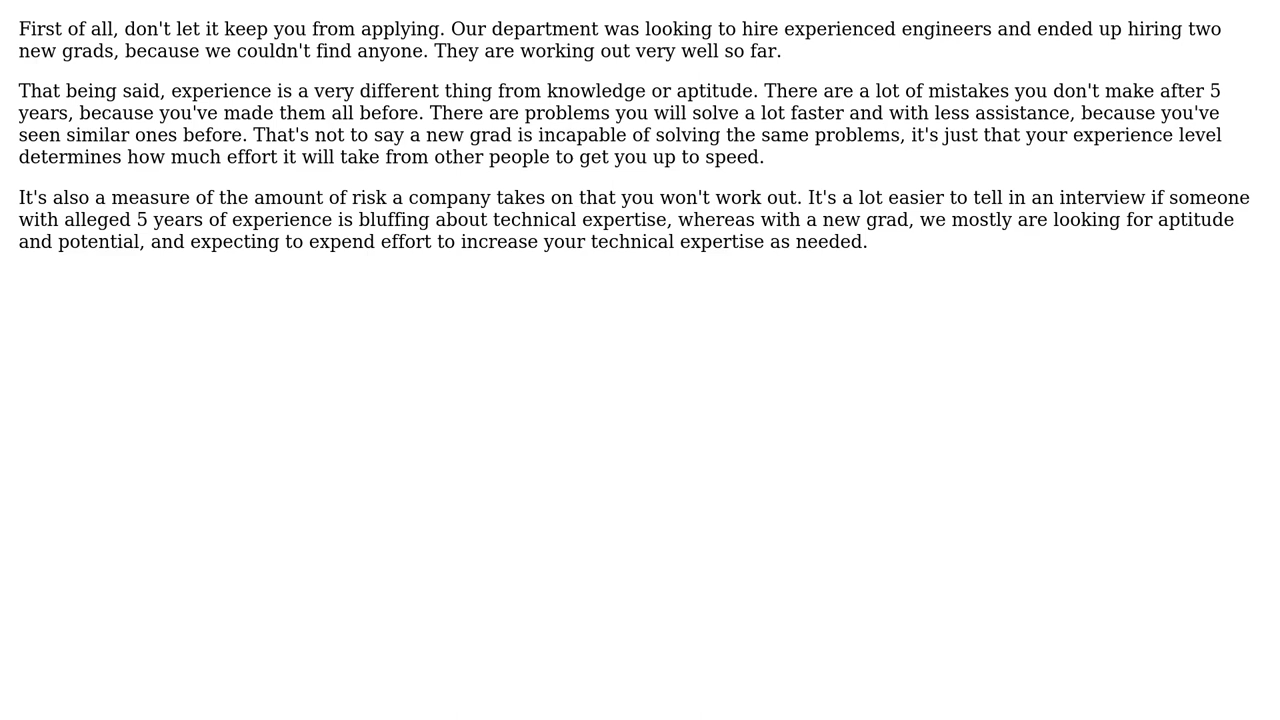 First of all, don't let it keep you from applying. Our department was looking to hire experienced engineers and ended up hiring two
new grads, because we couldn't find anyone. They are working out very well so far.
That being said, experience is a very different thing from knowledge or aptitude. There are a lot of mistakes you don't make after 5
years, because you've made them all before. There are problems you will solve a lot faster and with less assistance, because you've
seen similar ones before. That's not to say a new grad is incapable of solving the same problems, it's just that your experience level
determines how much effort it will take from other people to get you up to speed.
It's also a measure of the amount of risk a company takes on that you won't work out. It's a lot easier to tell in an interview if someone
with alleged 5 years of experience is bluffing about technical expertise, whereas with a new grad, we mostly are looking for aptitude
and potential, and expecting to expend effort to increase your technical expertise as needed.